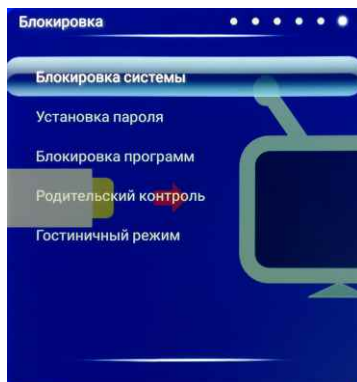 Блокировка
Блокировка системы
Установка пароля
Блокировка программ
Родительский контроль
Гостиничный режим